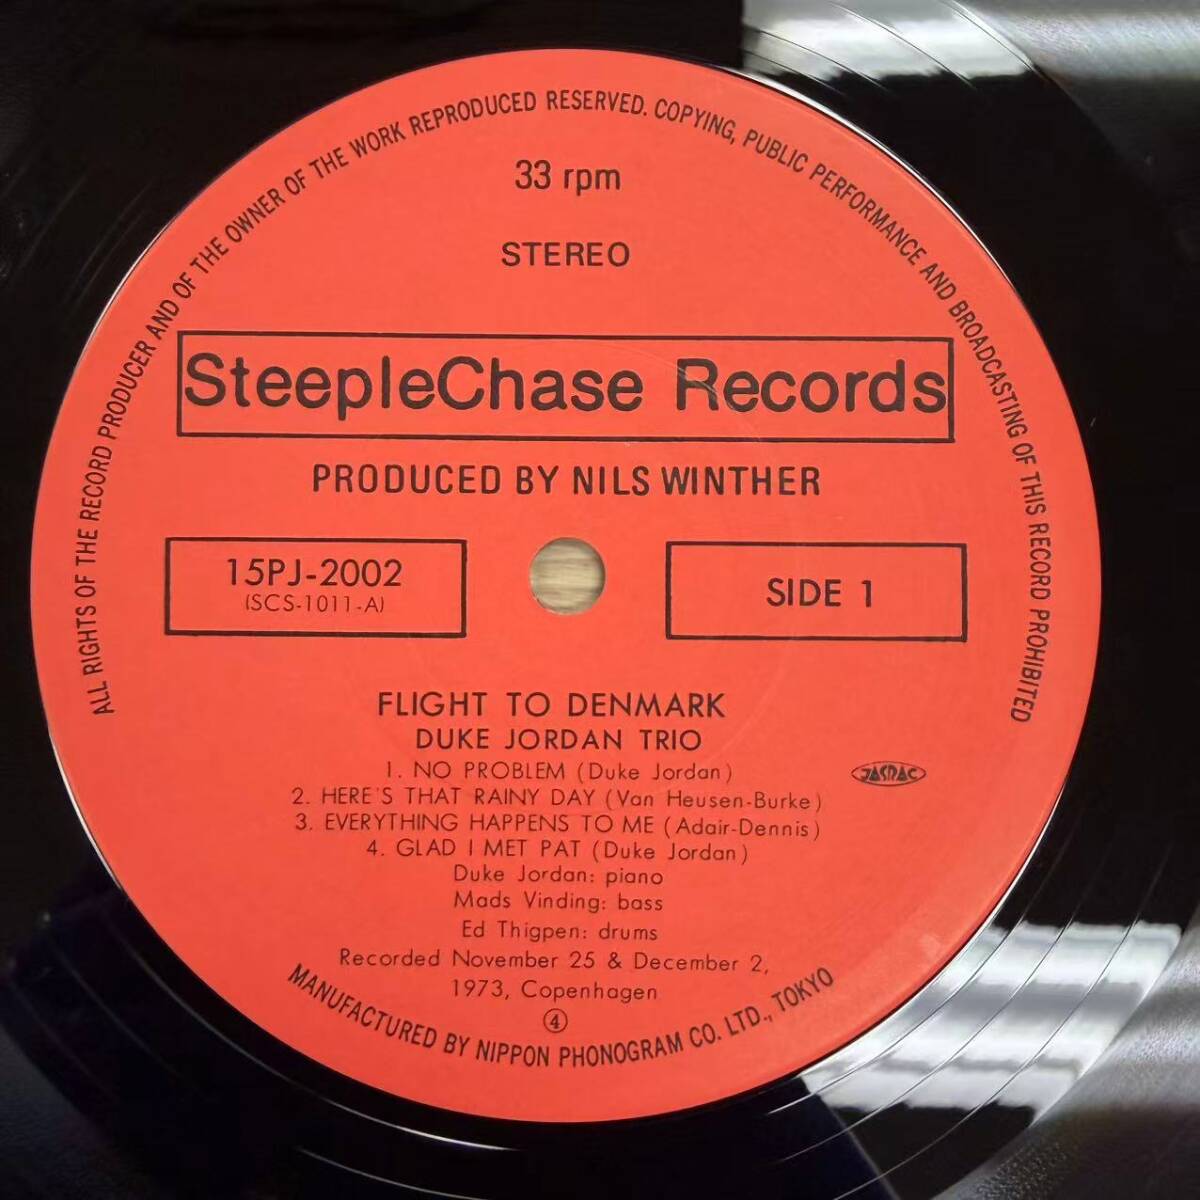 ALL RIGHTS OF THE RECORD PRODUCER AND OF THE OWNER OF THE WORK REPRODUCED RESERVED. COPYING, PUBLIC PERFORMANCE AND BROADCASTING OF THIS RECORD PROHIBITED
33 rpm
STEREO
SteepleChase Records
PRODUCED BY NILS WINTHER
15PJ-2002
(SCS-1011-A)
SIDE 1
FLIGHT TO DENMARK
DUKE JORDAN TRIO
1. NO PROBLEM (Duke Jordan)
JASRAC
2. HERE'S THAT RAINY DAY (Van Heusen-Burke)
3. EVERYTHING HAPPENS TO ME (Adair-Dennis)
4. GLAD I MET PAT (Duke Jordan)
Duke Jordan: piano
Mads Vinding: bass
Ed Thigpen: drums
Recorded November 25 & December 2,
1973, Copenhagen
④
MANUFACTURED BY NIPPON PHONOGRAM CO. LTD., TOKYO